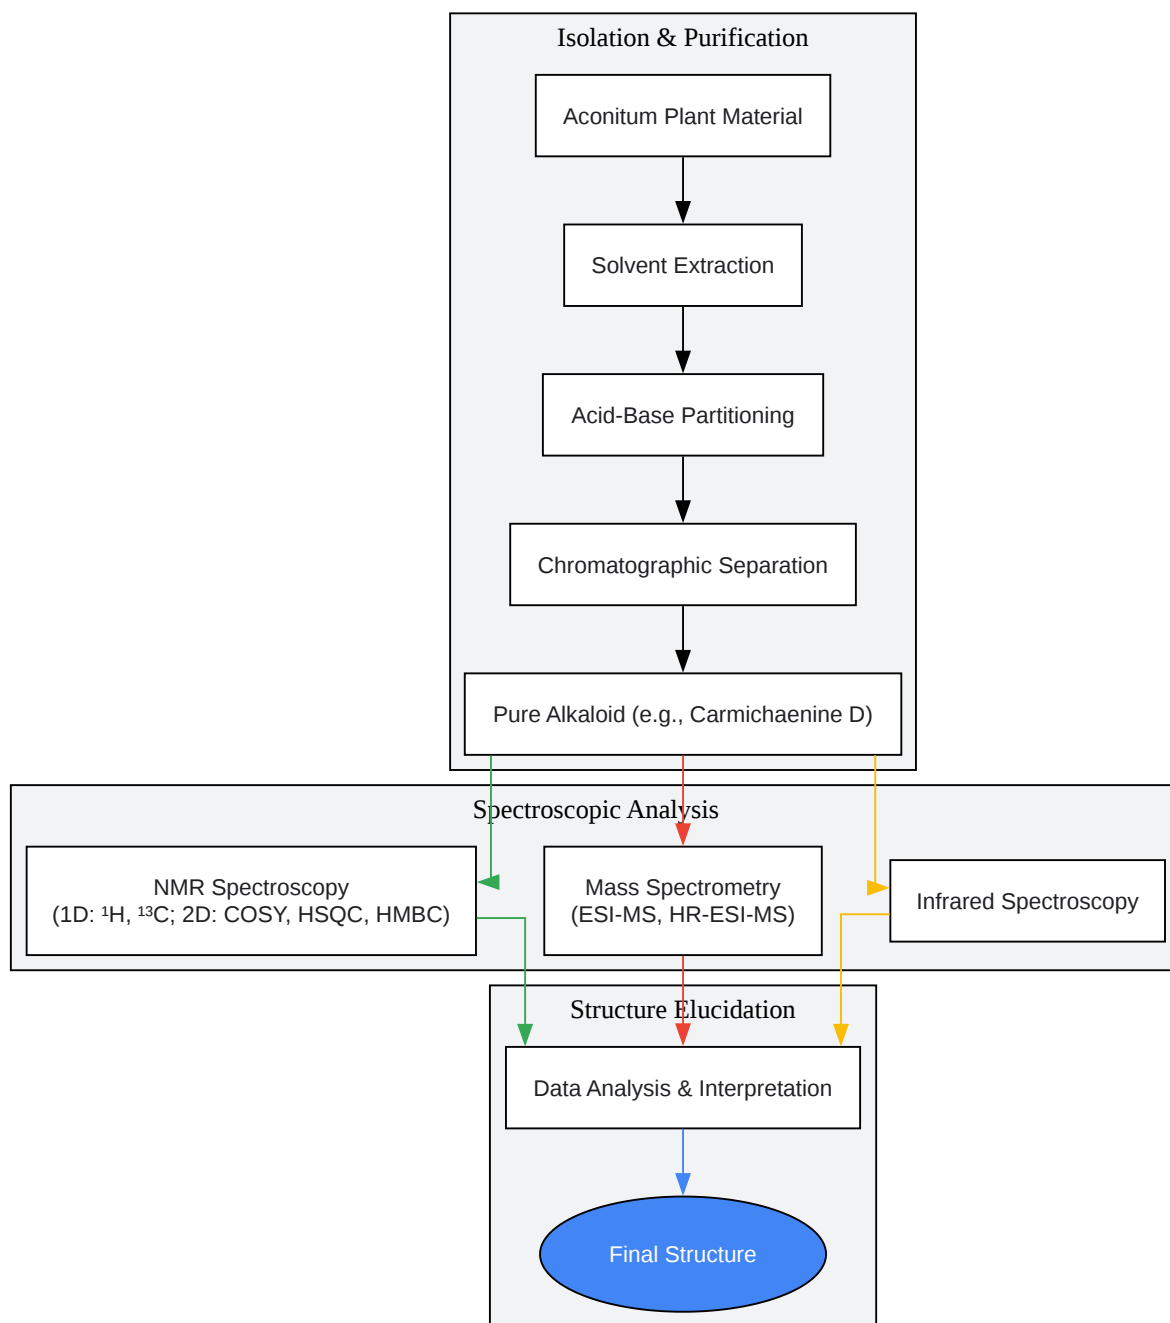 Isolation & Purification
Aconitum Plant Material
Solvent Extraction
Acid-Base Partitioning
Chromatographic Separation
Pure Alkaloid (e.g., Carmichaenine D)
Spectroscopic Analysis
NMR Spectroscopy
(1D: ¹H, ¹³C; 2D: COSY, HSQC, HMBC)
Mass Spectrometry
(ESI-MS, HR-ESI-MS)
Infrared Spectroscopy
Structure Elucidation
Data Analysis & Interpretation
Final Structure